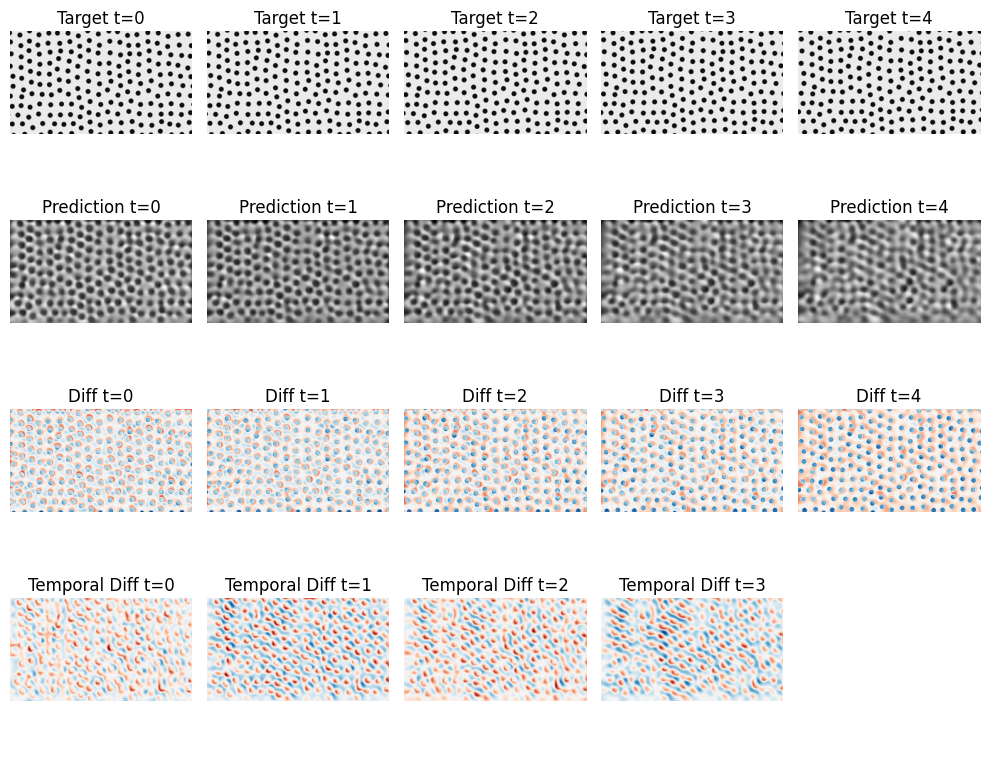 Target t=0 Target t=1 Target t=2 Target t=3 Target t=4
Prediction t=0 Prediction t=1 Prediction t=2 Prediction t=3 Prediction t=4
Diff t=0 Diff t=1 Diff t=2 Diff t=3 Diff t=4
Temporal Diff t=0 Temporal Diff t=1 Temporal Diff t=2 Temporal Diff t=3